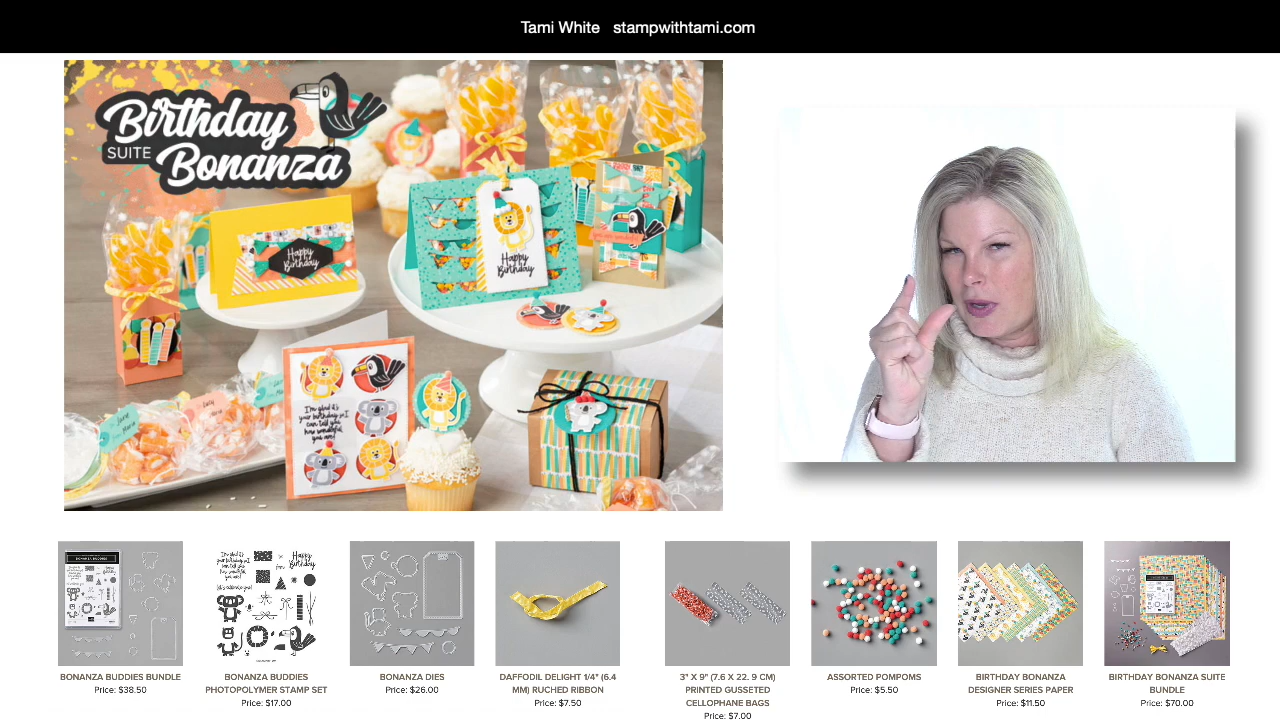 Tami White stampwithtami.com
Birthday
SUITE
Bonanza
Happy
Birthday
Happy
Birthday
I'm glad it's
your birthday so I
can tell you
how wonderful
you are!
BONANZA BUDDIES BUNDLE
Price: $38.50
BONANZA BUDDIES
PHOTOPOLYMER STAMP SET
Price: $17.00
BONANZA DIES
Price: $26.00
DAFFODIL DELIGHT 1/4" (6.4
MM) RUCHED RIBBON
Price: $7.50
3" X 9" (7.6 X 22. 9 CM)
PRINTED GUSSETED
CELLOPHANE BAGS
Price: $7.00
ASSORTED POMPOMS
Price: $5.50
BIRTHDAY BONANZA
DESIGNER SERIES PAPER
Price: $11.50
BIRTHDAY BONANZA SUITE
BUNDLE
Price: $70.00